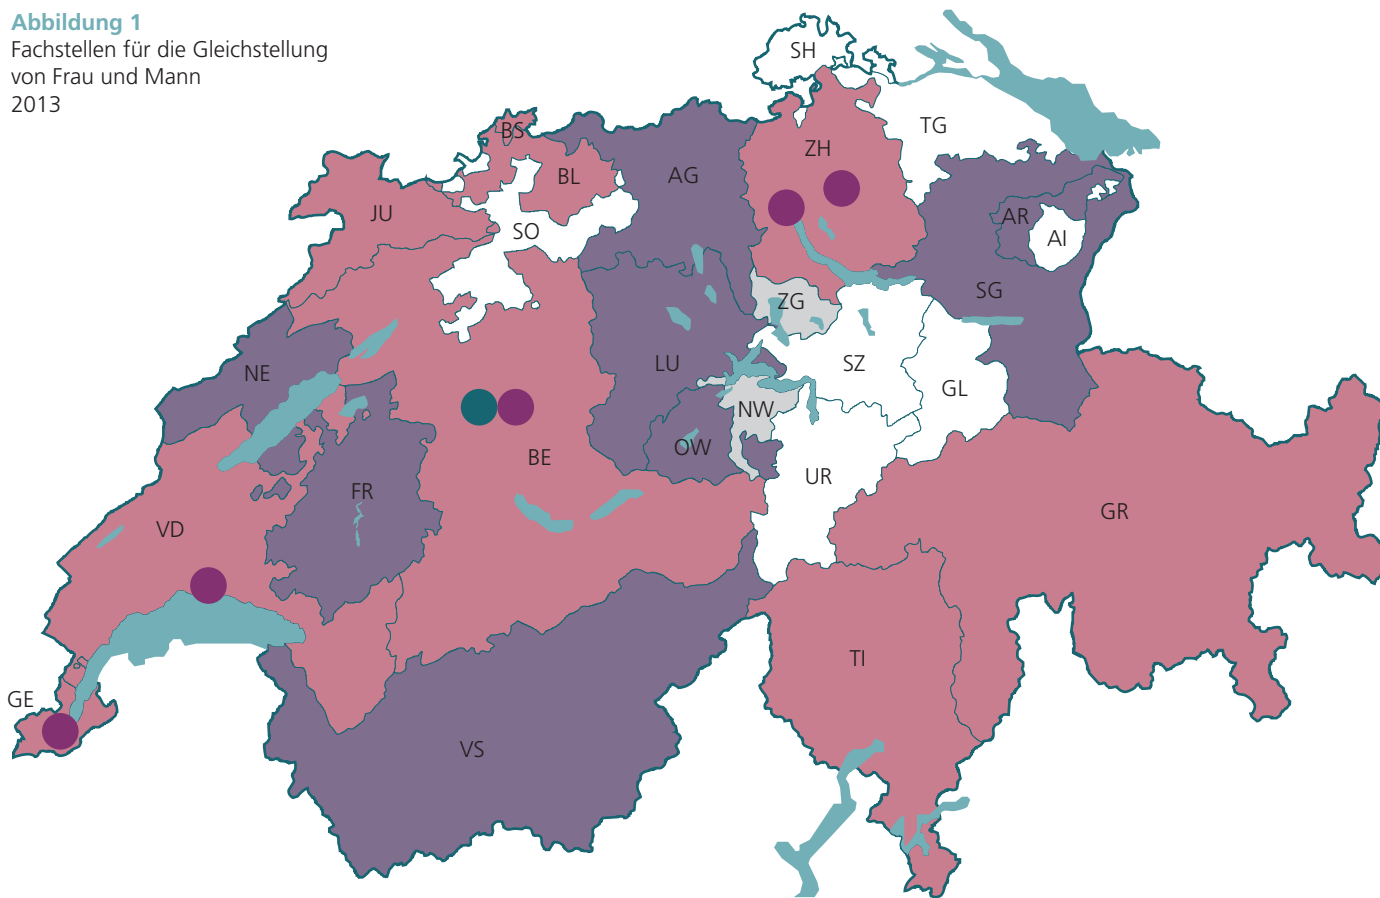 Abbildung 1
Fachstellen für die Gleichstellung
von Frau und Mann
2013
SH
TG
BS
ZH
BL
AG
JU
AR
SO
AI
SG
ZG
NE
LU
SZ
GL
NW
OW
BE
UR
FR
GR
VD
TI
GE
VS